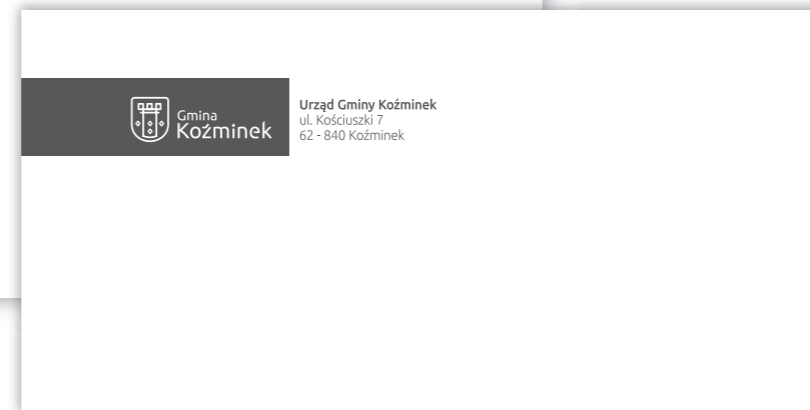 Gmina
Koźminek
Urząd Gminy Koźminek
ul. Kościuszki 7
62 - 840 Koźminek